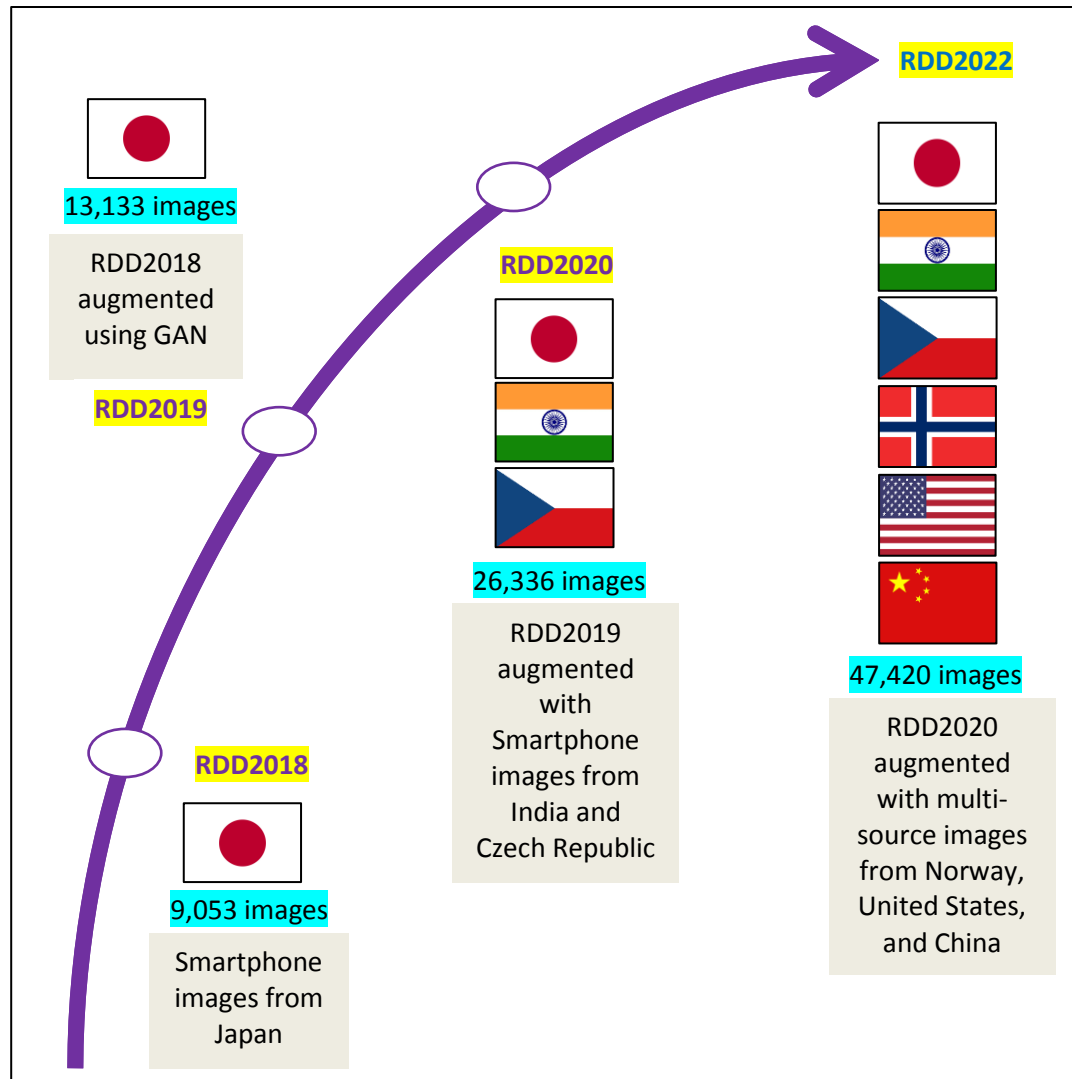 RDD2022
13,133 images
RDD2018
augmented
using GAN
RDD2019
RDD2020
26,336 images
RDD2019
augmented
with
Smartphone
images from
India and
Czech Republic
47,420 images
RDD2020
augmented
with multi-
source images
from Norway,
United States,
and China
RDD2018
9,053 images
Smartphone
images from
Japan